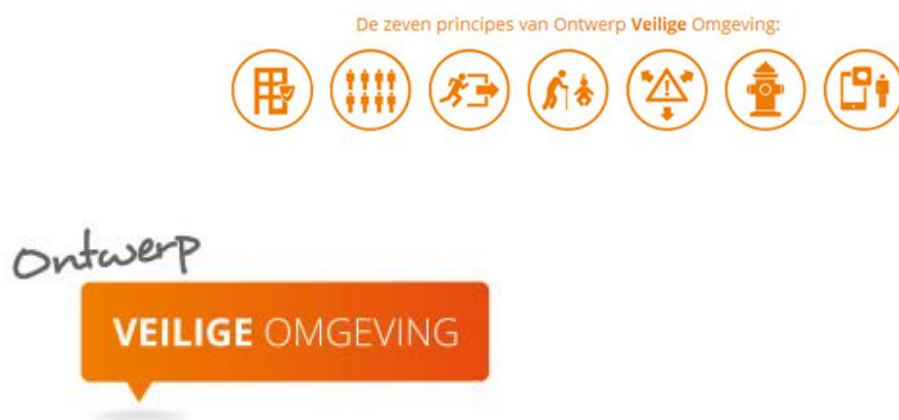 De zeven principes van Ontwerp Veilige Omgeving:
Ontwerp
VEILIGE OMGEVING